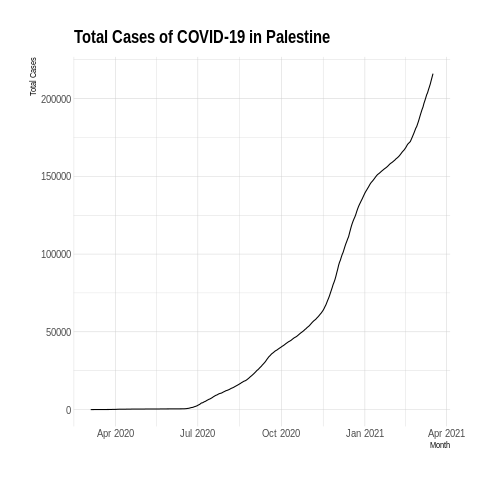 Total Cases of COVID-19 in Palestine
Total Cases
200000
150000
100000
50000
0
Apr 2020 Jul 2020 Oct 2020 Jan 2021 Apr 2021
Month